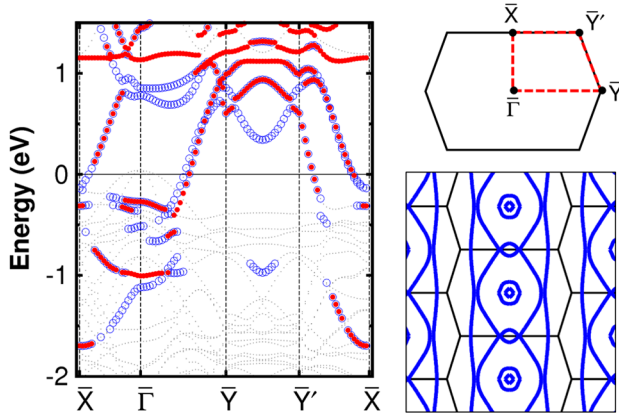 Energy (eV)
1
0
-1
-2
X̄ Γ̄ Ȳ Ȳ′ X̄
X̄ Ȳ′
Γ̄ Ȳ